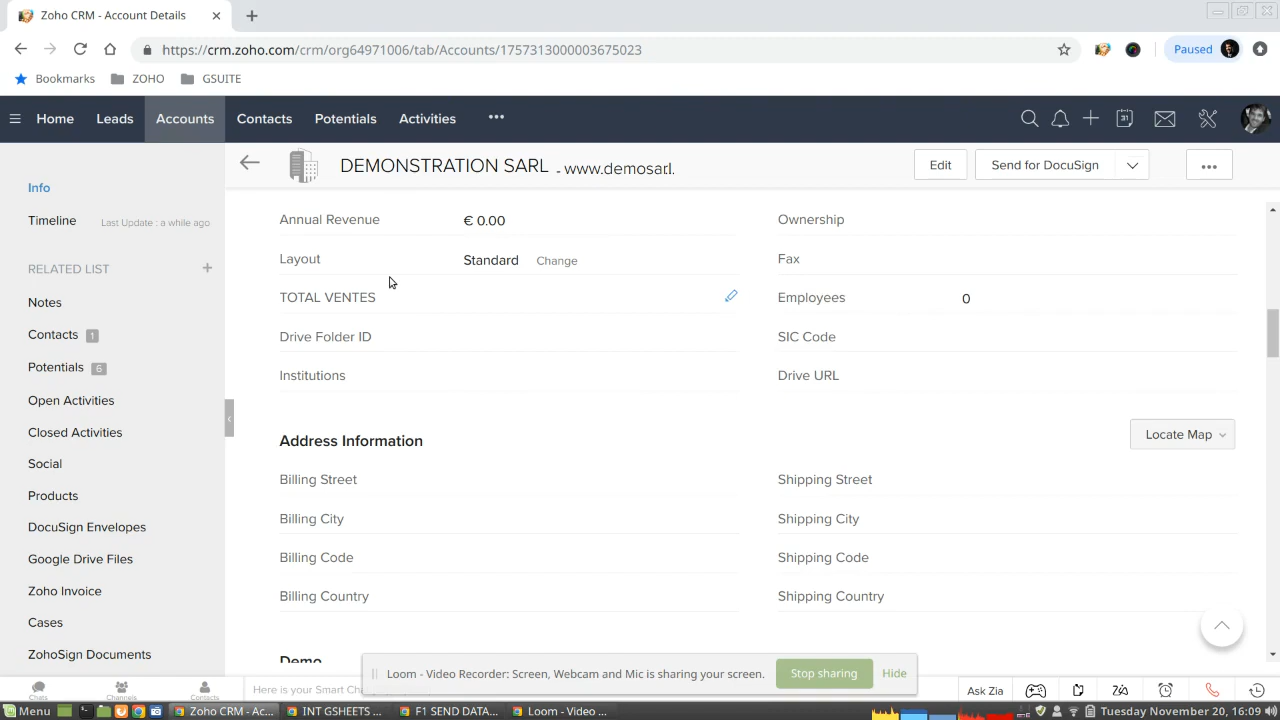 Zoho CRM - Account Details
https://crm.zoho.com/crm/org64971006/tab/Accounts/1757313000003675023
Paused
Bookmarks ZOHO GSUITE
Home Leads Accounts Contacts Potentials Activities •••
31
DEMONSTRATION SARL - www.demosarl.
Edit Send for DocuSign •••
Info
Timeline Last Update : a while ago
RELATED LIST +
Notes
Contacts 1
Potentials 6
Open Activities
Closed Activities
Social
Products
DocuSign Envelopes
Google Drive Files
Zoho Invoice
Cases
ZohoSign Documents
Annual Revenue € 0.00 Ownership
Layout Standard Change Fax
TOTAL VENTES Employees 0
Drive Folder ID SIC Code
Institutions Drive URL
Address Information Locate Map
Billing Street Shipping Street
Billing City Shipping City
Billing Code Shipping Code
Billing Country Shipping Country
Demo
Loom - Video Recorder: Screen, Webcam and Mic is sharing your screen. Stop sharing Hide
Chats Channels Contacts Here is your Smart Cha Ask Zia
Menu Zoho CRM - Ac... INT GSHEETS ... F1 SEND DATA... Loom - Video ... Tuesday November 20, 16:09